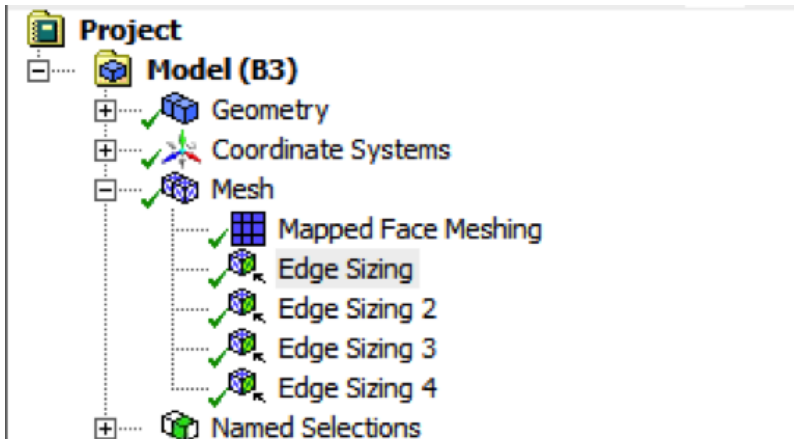 Project
Model (B3)
Geometry
Coordinate Systems
Mesh
Mapped Face Meshing
Edge Sizing
Edge Sizing 2
Edge Sizing 3
Edge Sizing 4
Named Selections